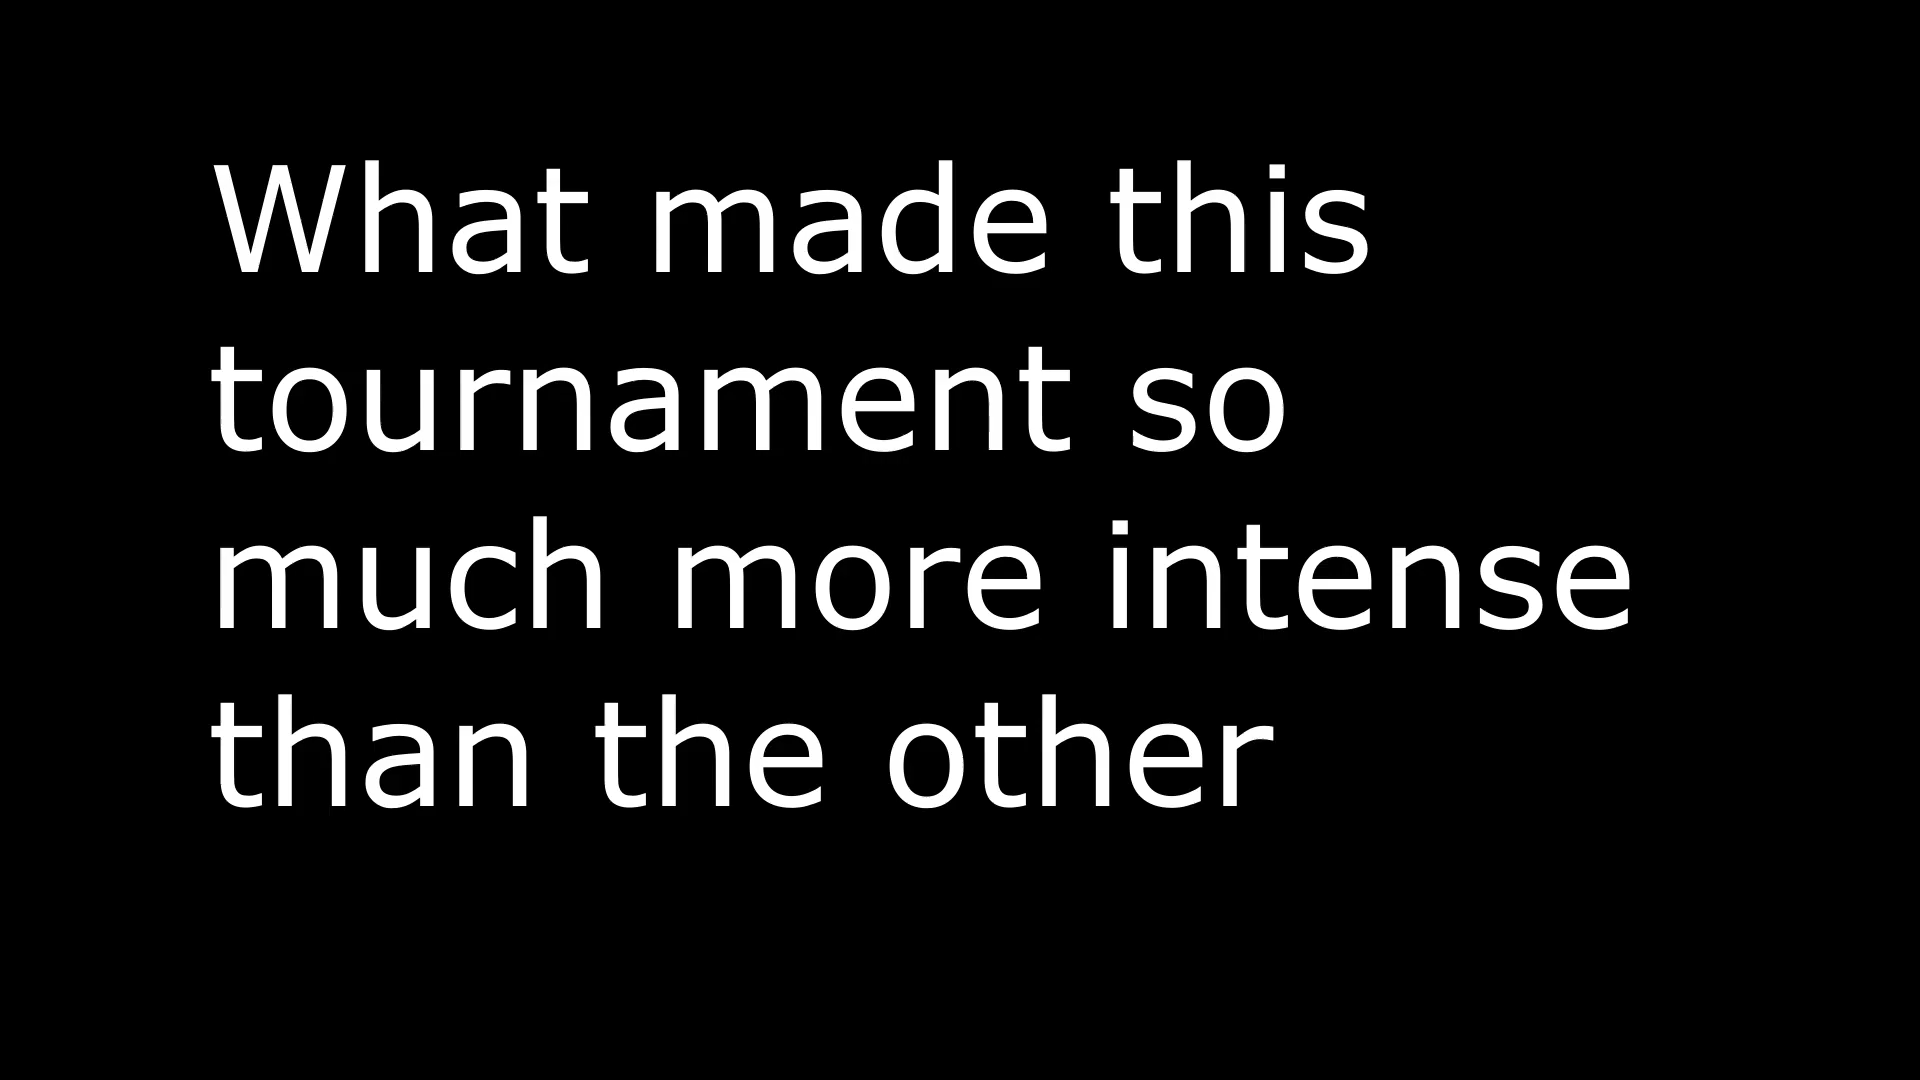 What made this
tournament so
much more intense
than the other